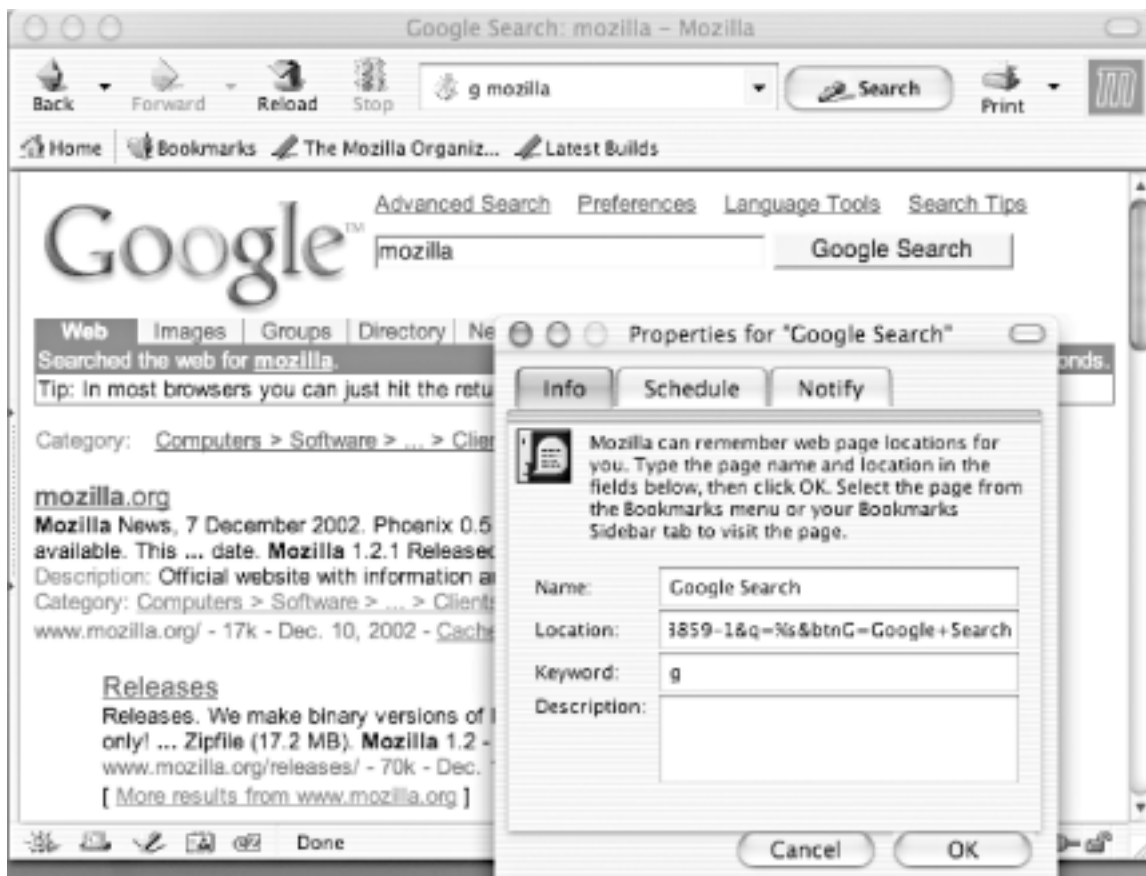 Google Search: mozilla – Mozilla
Back Forward Reload Stop g mozilla Search Print
Home Bookmarks The Mozilla Organiz... Latest Builds
Advanced Search Preferences Language Tools Search Tips
Google™ mozilla Google Search
Web Images Groups Directory Ne
Searched the web for mozilla. onds.
Tip: In most browsers you can just hit the retu
Category: Computers > Software > ... > Clien
mozilla.org
Mozilla News, 7 December 2002. Phoenix 0.5
available. This ... date. Mozilla 1.2.1 Released
Description: Official website with information a
Category: Computers > Software > ... > Clients
www.mozilla.org/ - 17k - Dec. 10, 2002 - Cache
Releases
Releases. We make binary versions of
only! ... Zipfile (17.2 MB). Mozilla 1.2 -
www.mozilla.org/releases/ - 70k - Dec.
[ More results from www.mozilla.org ]
Done
Properties for "Google Search"
Info Schedule Notify
Mozilla can remember web page locations for
you. Type the page name and location in the
fields below, then click OK. Select the page from
the Bookmarks menu or your Bookmarks
Sidebar tab to visit the page.
Name: Google Search
Location: 3859-1&q=%s&btnG=Google+Search
Keyword: g
Description:
Cancel OK